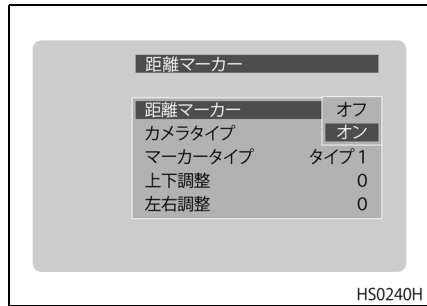 距離マーカー
距離マーカー オフ
カメラタイプ オン
マーカータイプ タイプ1
上下調整 0
左右調整 0
HS0240H